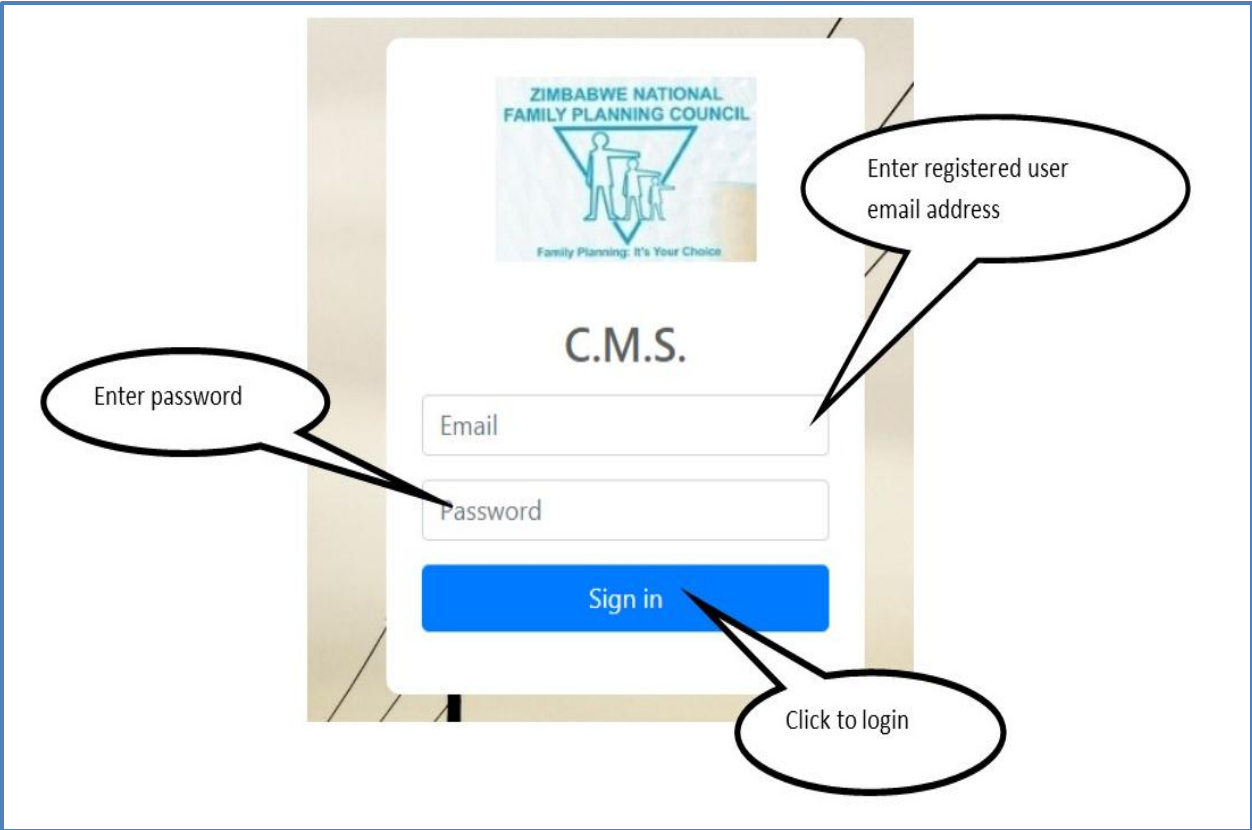 ZIMBABWE NATIONAL
FAMILY PLANNING COUNCIL
Family Planning: It's Your Choice
Enter registered user
email address
C.M.S.
Enter password
Email
Password
Sign in
Click to login